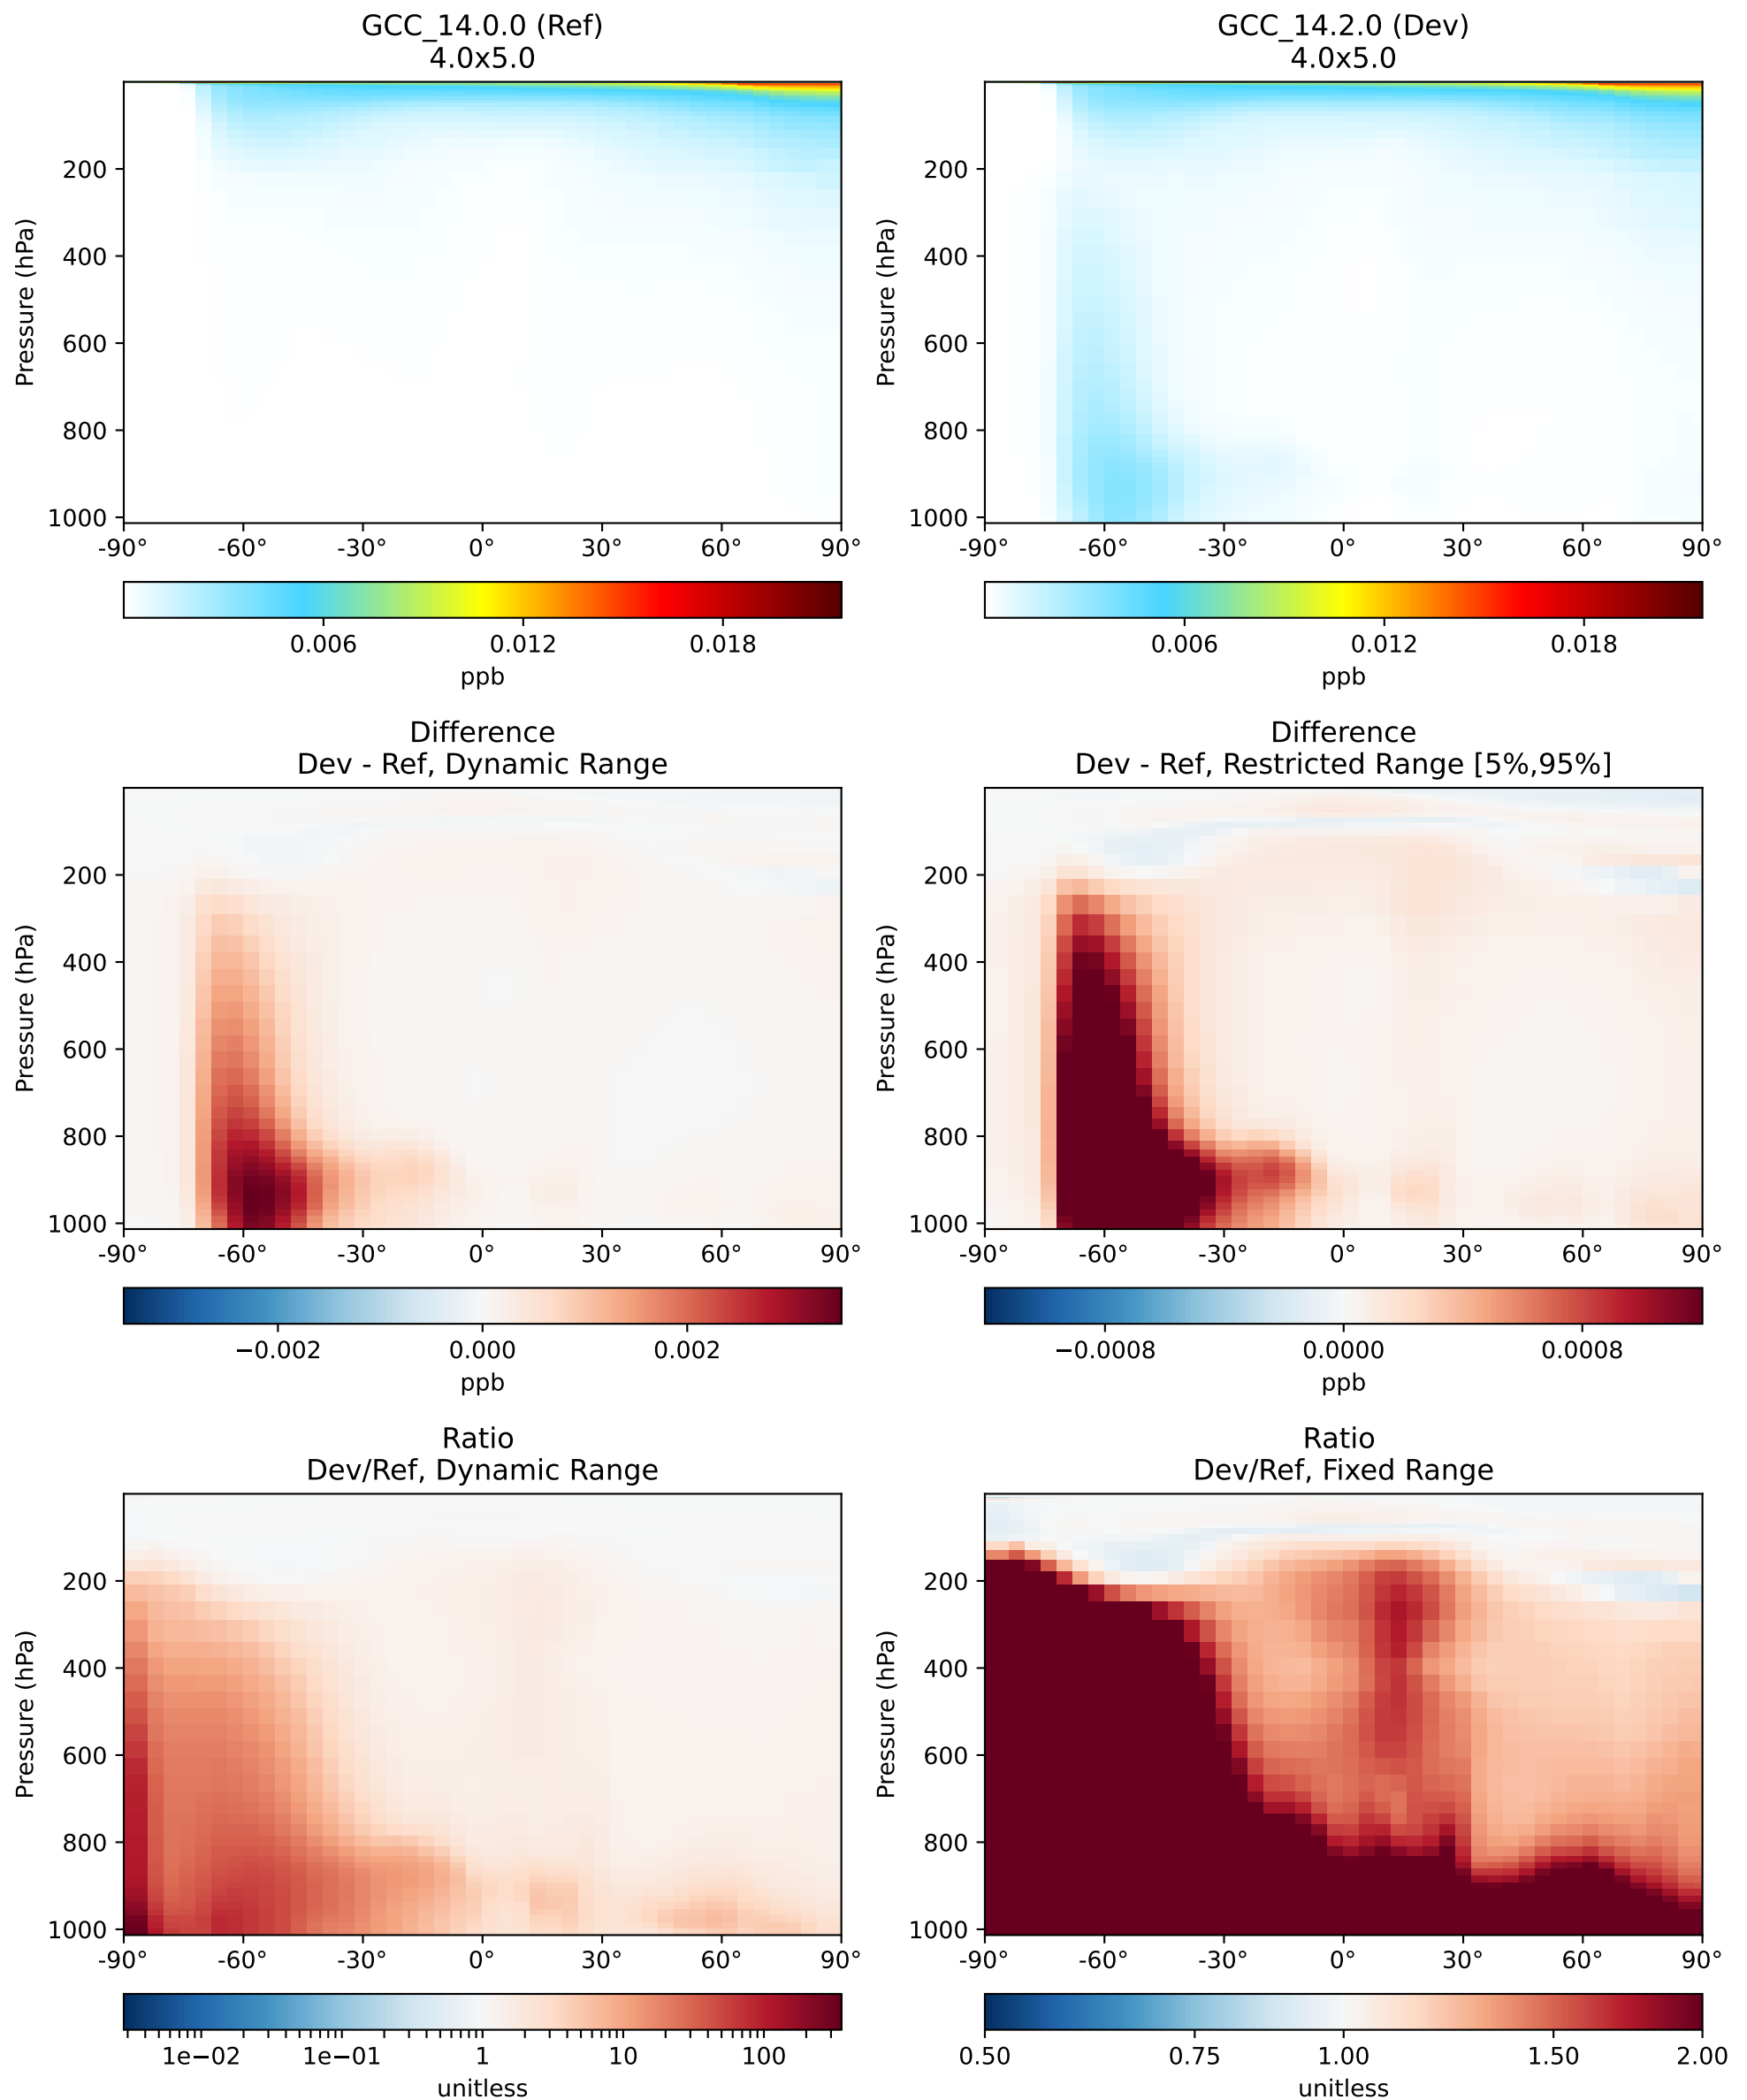 GCC_14.0.0 (Ref)
4.0x5.0
GCC_14.2.0 (Dev)
4.0x5.0
Pressure (hPa)
200
400
600
800
1000
-90° -60° -30° 0° 30° 60° 90°
0.006 0.012 0.018
ppb
Pressure (hPa)
200
400
600
800
1000
-90° -60° -30° 0° 30° 60° 90°
0.006 0.012 0.018
ppb
Difference
Dev - Ref, Dynamic Range
Difference
Dev - Ref, Restricted Range [5%,95%]
Pressure (hPa)
200
400
600
800
1000
-90° -60° -30° 0° 30° 60° 90°
−0.002 0.000 0.002
ppb
Pressure (hPa)
200
400
600
800
1000
-90° -60° -30° 0° 30° 60° 90°
−0.0008 0.0000 0.0008
ppb
Ratio
Dev/Ref, Dynamic Range
Ratio
Dev/Ref, Fixed Range
Pressure (hPa)
200
400
600
800
1000
-90° -60° -30° 0° 30° 60° 90°
1e−02 1e−01 1 10 100
unitless
Pressure (hPa)
200
400
600
800
1000
-90° -60° -30° 0° 30° 60° 90°
0.50 0.75 1.00 1.50 2.00
unitless